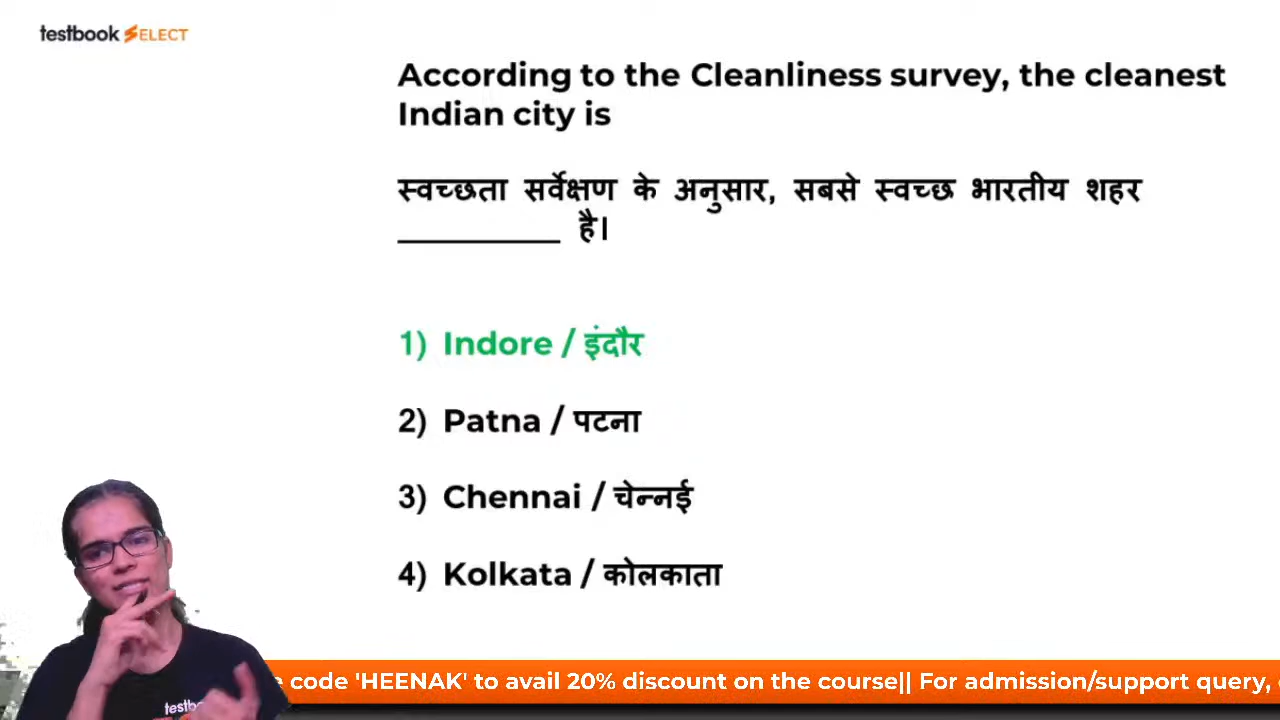 testbook SELECT
According to the Cleanliness survey, the cleanest
Indian city is
स्वच्छता सर्वेक्षण के अनुसार, सबसे स्वच्छ भारतीय शहर
__________ है।
1) Indore / इंदौर
2) Patna / पटना
3) Chennai / चेन्नई
4) Kolkata / कोलकाता
code 'HEENAK' to avail 20% discount on the course|| For admission/support query,